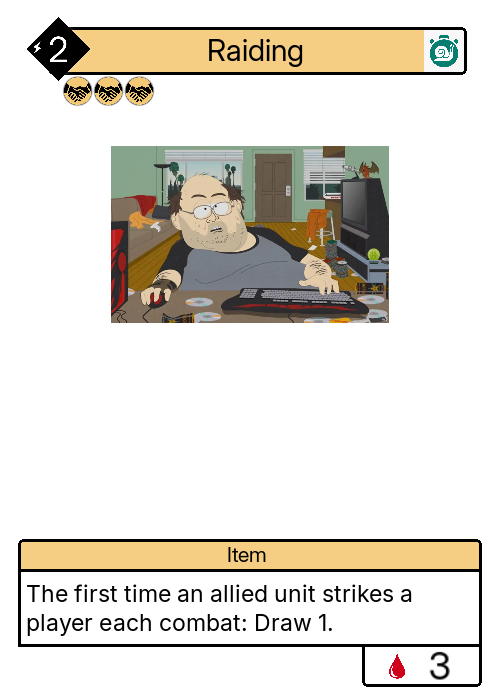 2
Raiding
Item
The first time an allied unit strikes a
player each combat: Draw 1.
3